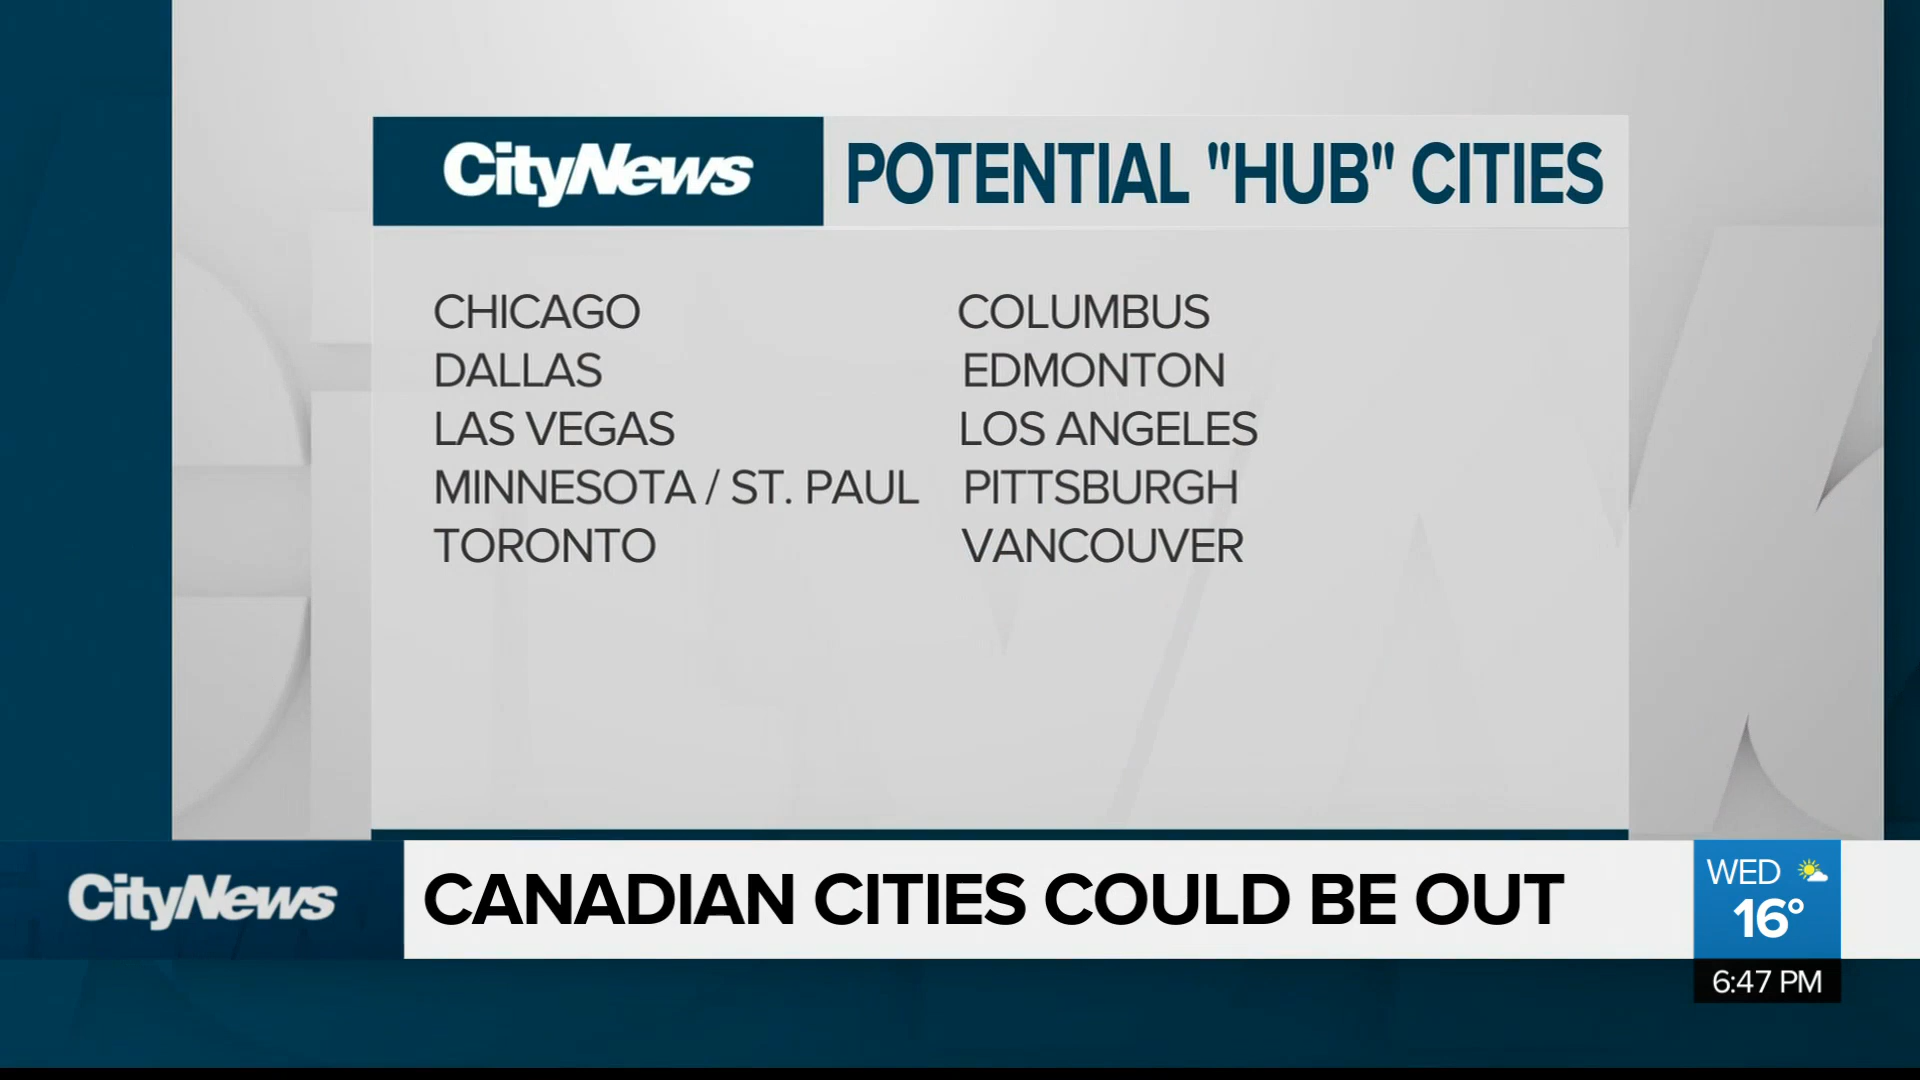 CityNews POTENTIAL "HUB" CITIES
CHICAGO
DALLAS
LAS VEGAS
MINNESOTA / ST. PAUL
TORONTO
COLUMBUS
EDMONTON
LOS ANGELES
PITTSBURGH
VANCOUVER
CityNews CANADIAN CITIES COULD BE OUT
WED
16°
6:47 PM